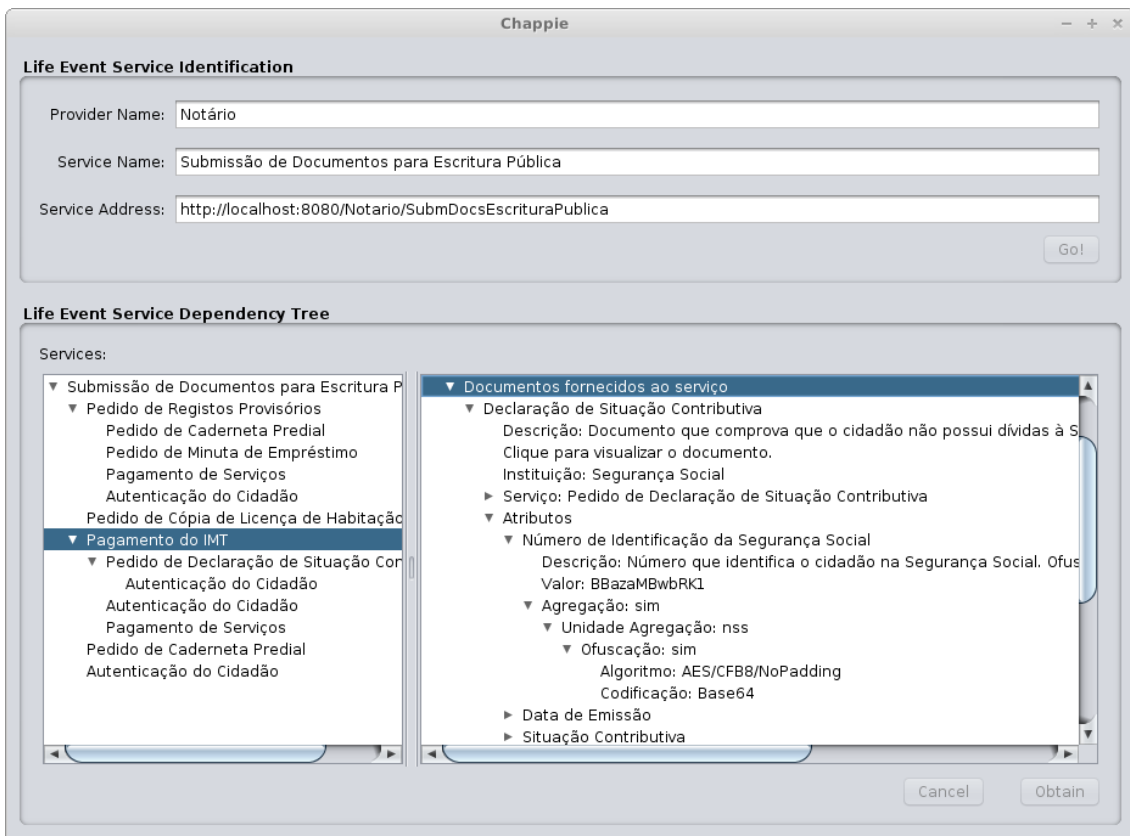 Chappie
Life Event Service Identification
Provider Name: Notário
Service Name: Submissão de Documentos para Escritura Pública
Service Address: http://localhost:8080/Notario/SubmDocsEscrituraPublica
Go!
Life Event Service Dependency Tree
Services:
Submissão de Documentos para Escritura P
Pedido de Registos Provisórios
Pedido de Caderneta Predial
Pedido de Minuta de Empréstimo
Pagamento de Serviços
Autenticação do Cidadão
Pedido de Cópia de Licença de Habitação
Pagamento do IMT
Pedido de Declaração de Situação Con
Autenticação do Cidadão
Autenticação do Cidadão
Pagamento de Serviços
Pedido de Caderneta Predial
Autenticação do Cidadão
Documentos fornecidos ao serviço
Declaração de Situação Contributiva
Descrição: Documento que comprova que o cidadão não possui dívidas à S
Clique para visualizar o documento.
Instituição: Segurança Social
Serviço: Pedido de Declaração de Situação Contributiva
Atributos
Número de Identificação da Segurança Social
Descrição: Número que identifica o cidadão na Segurança Social. Ofus
Valor: BBazaMBwbRK1
Agregação: sim
Unidade Agregação: nss
Ofuscação: sim
Algoritmo: AES/CFB8/NoPadding
Codificação: Base64
Data de Emissão
Situação Contributiva
Cancel
Obtain